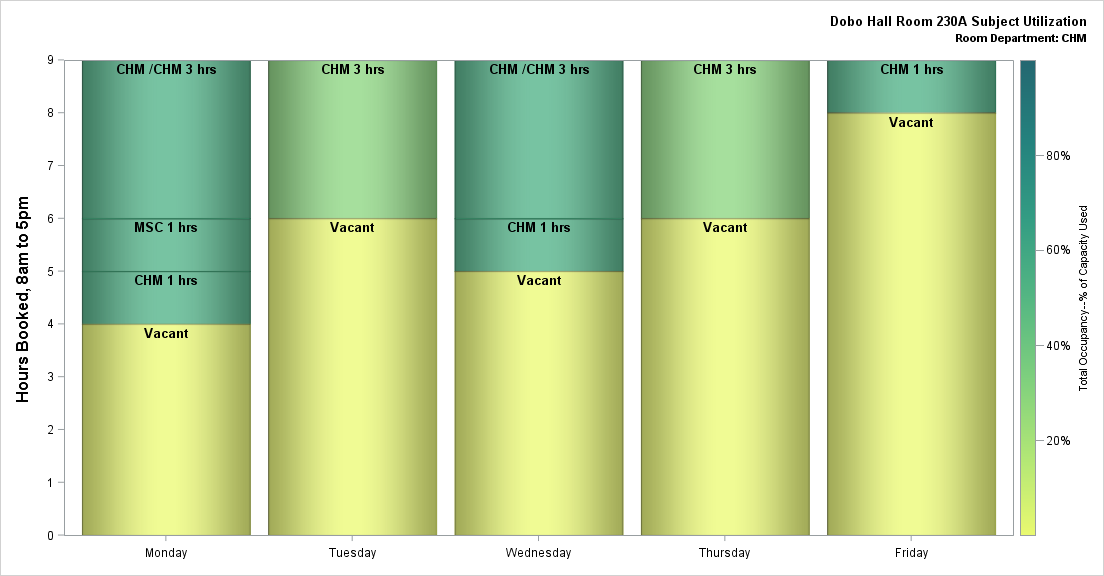 Dobo Hall Room 230A Subject Utilization
Room Department: CHM
Hours Booked, 8am to 5pm
9
8
7
6
5
4
3
2
1
0
CHM /CHM 3 hrs
MSC 1 hrs
CHM 1 hrs
Vacant
CHM 3 hrs
Vacant
CHM /CHM 3 hrs
CHM 1 hrs
Vacant
CHM 3 hrs
Vacant
CHM 1 hrs
Vacant
Monday
Tuesday
Wednesday
Thursday
Friday
80%
60%
40%
20%
Total Occupancy--% of Capacity Used